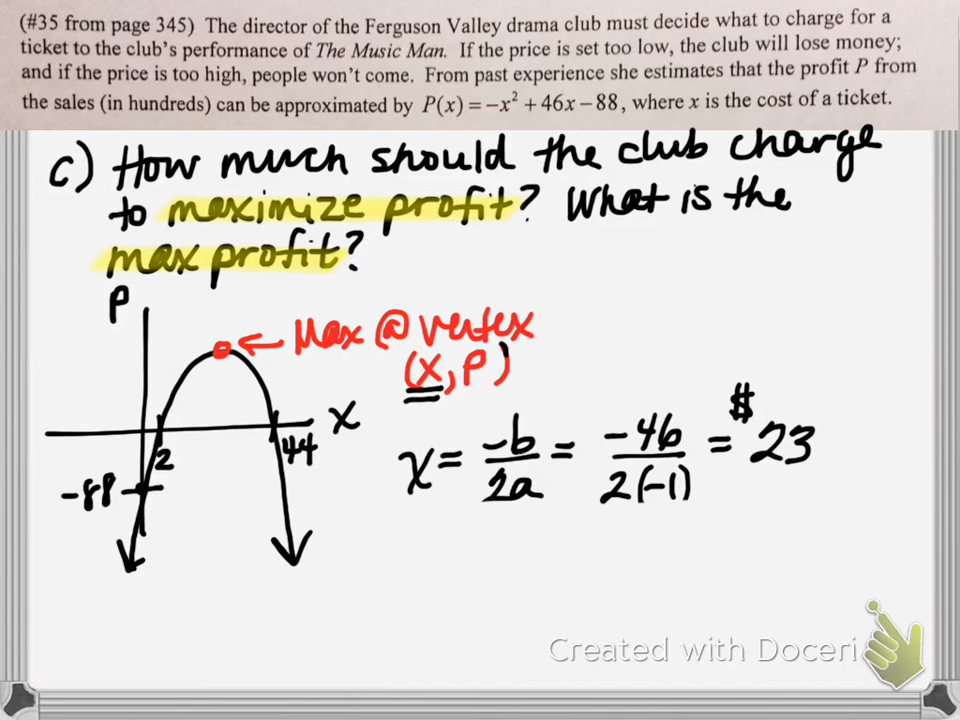 (#35 from page 345) The director of the Ferguson Valley drama club must decide what to charge for a
ticket to the club's performance of The Music Man. If the price is set too low, the club will lose money;
and if the price is too high, people won't come. From past experience she estimates that the profit P from
the sales (in hundreds) can be approximated by P(x) = −x² + 46x − 88, where x is the cost of a ticket.
c) How much should the club charge
to maximize profit? What is the
max profit?
P
Max @ vertex
(x, P)
x
2
44
-88
x = -b/2a = -46/2(-1) = $23
Created with Doceri